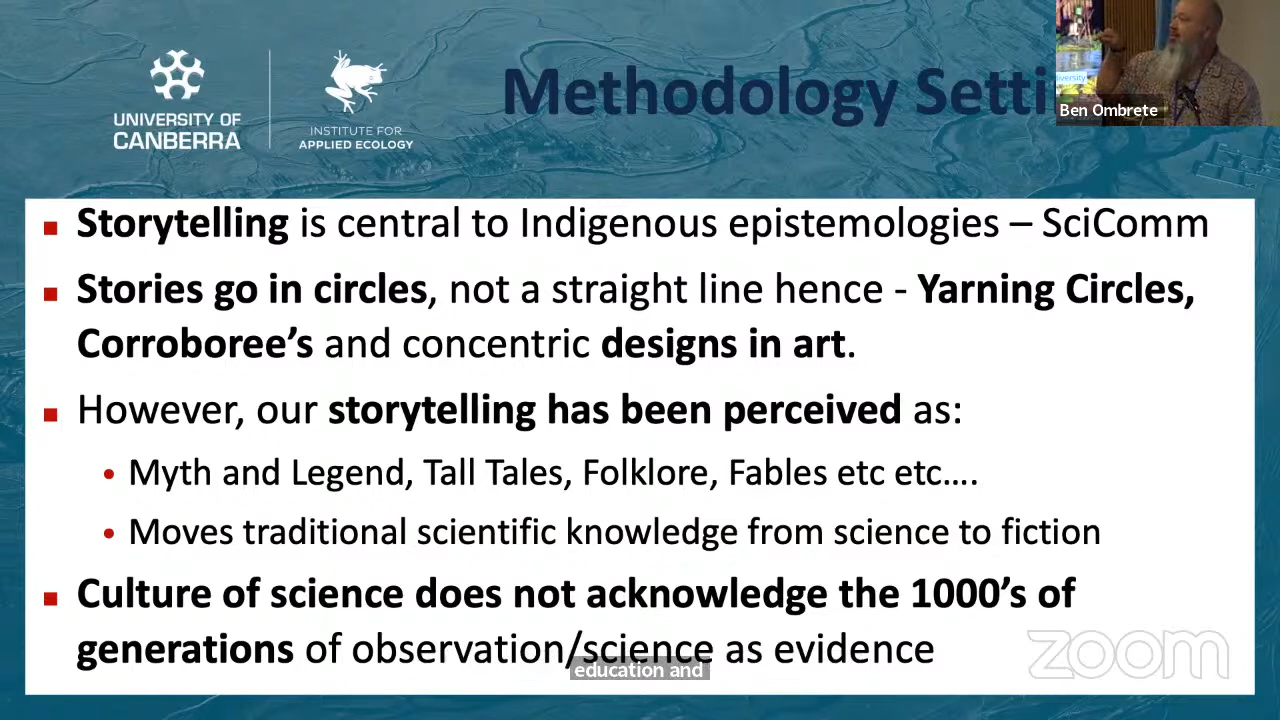 UNIVERSITY OF
CANBERRA
INSTITUTE FOR
APPLIED ECOLOGY
Methodology Setti
iversity
Ben Ombrete
▪ Storytelling is central to Indigenous epistemologies – SciComm
▪ Stories go in circles, not a straight line hence - Yarning Circles,
Corroboree’s and concentric designs in art.
▪ However, our storytelling has been perceived as:
• Myth and Legend, Tall Tales, Folklore, Fables etc etc….
• Moves traditional scientific knowledge from science to fiction
▪ Culture of science does not acknowledge the 1000’s of
generations of observation/science as evidence
education and
zoom